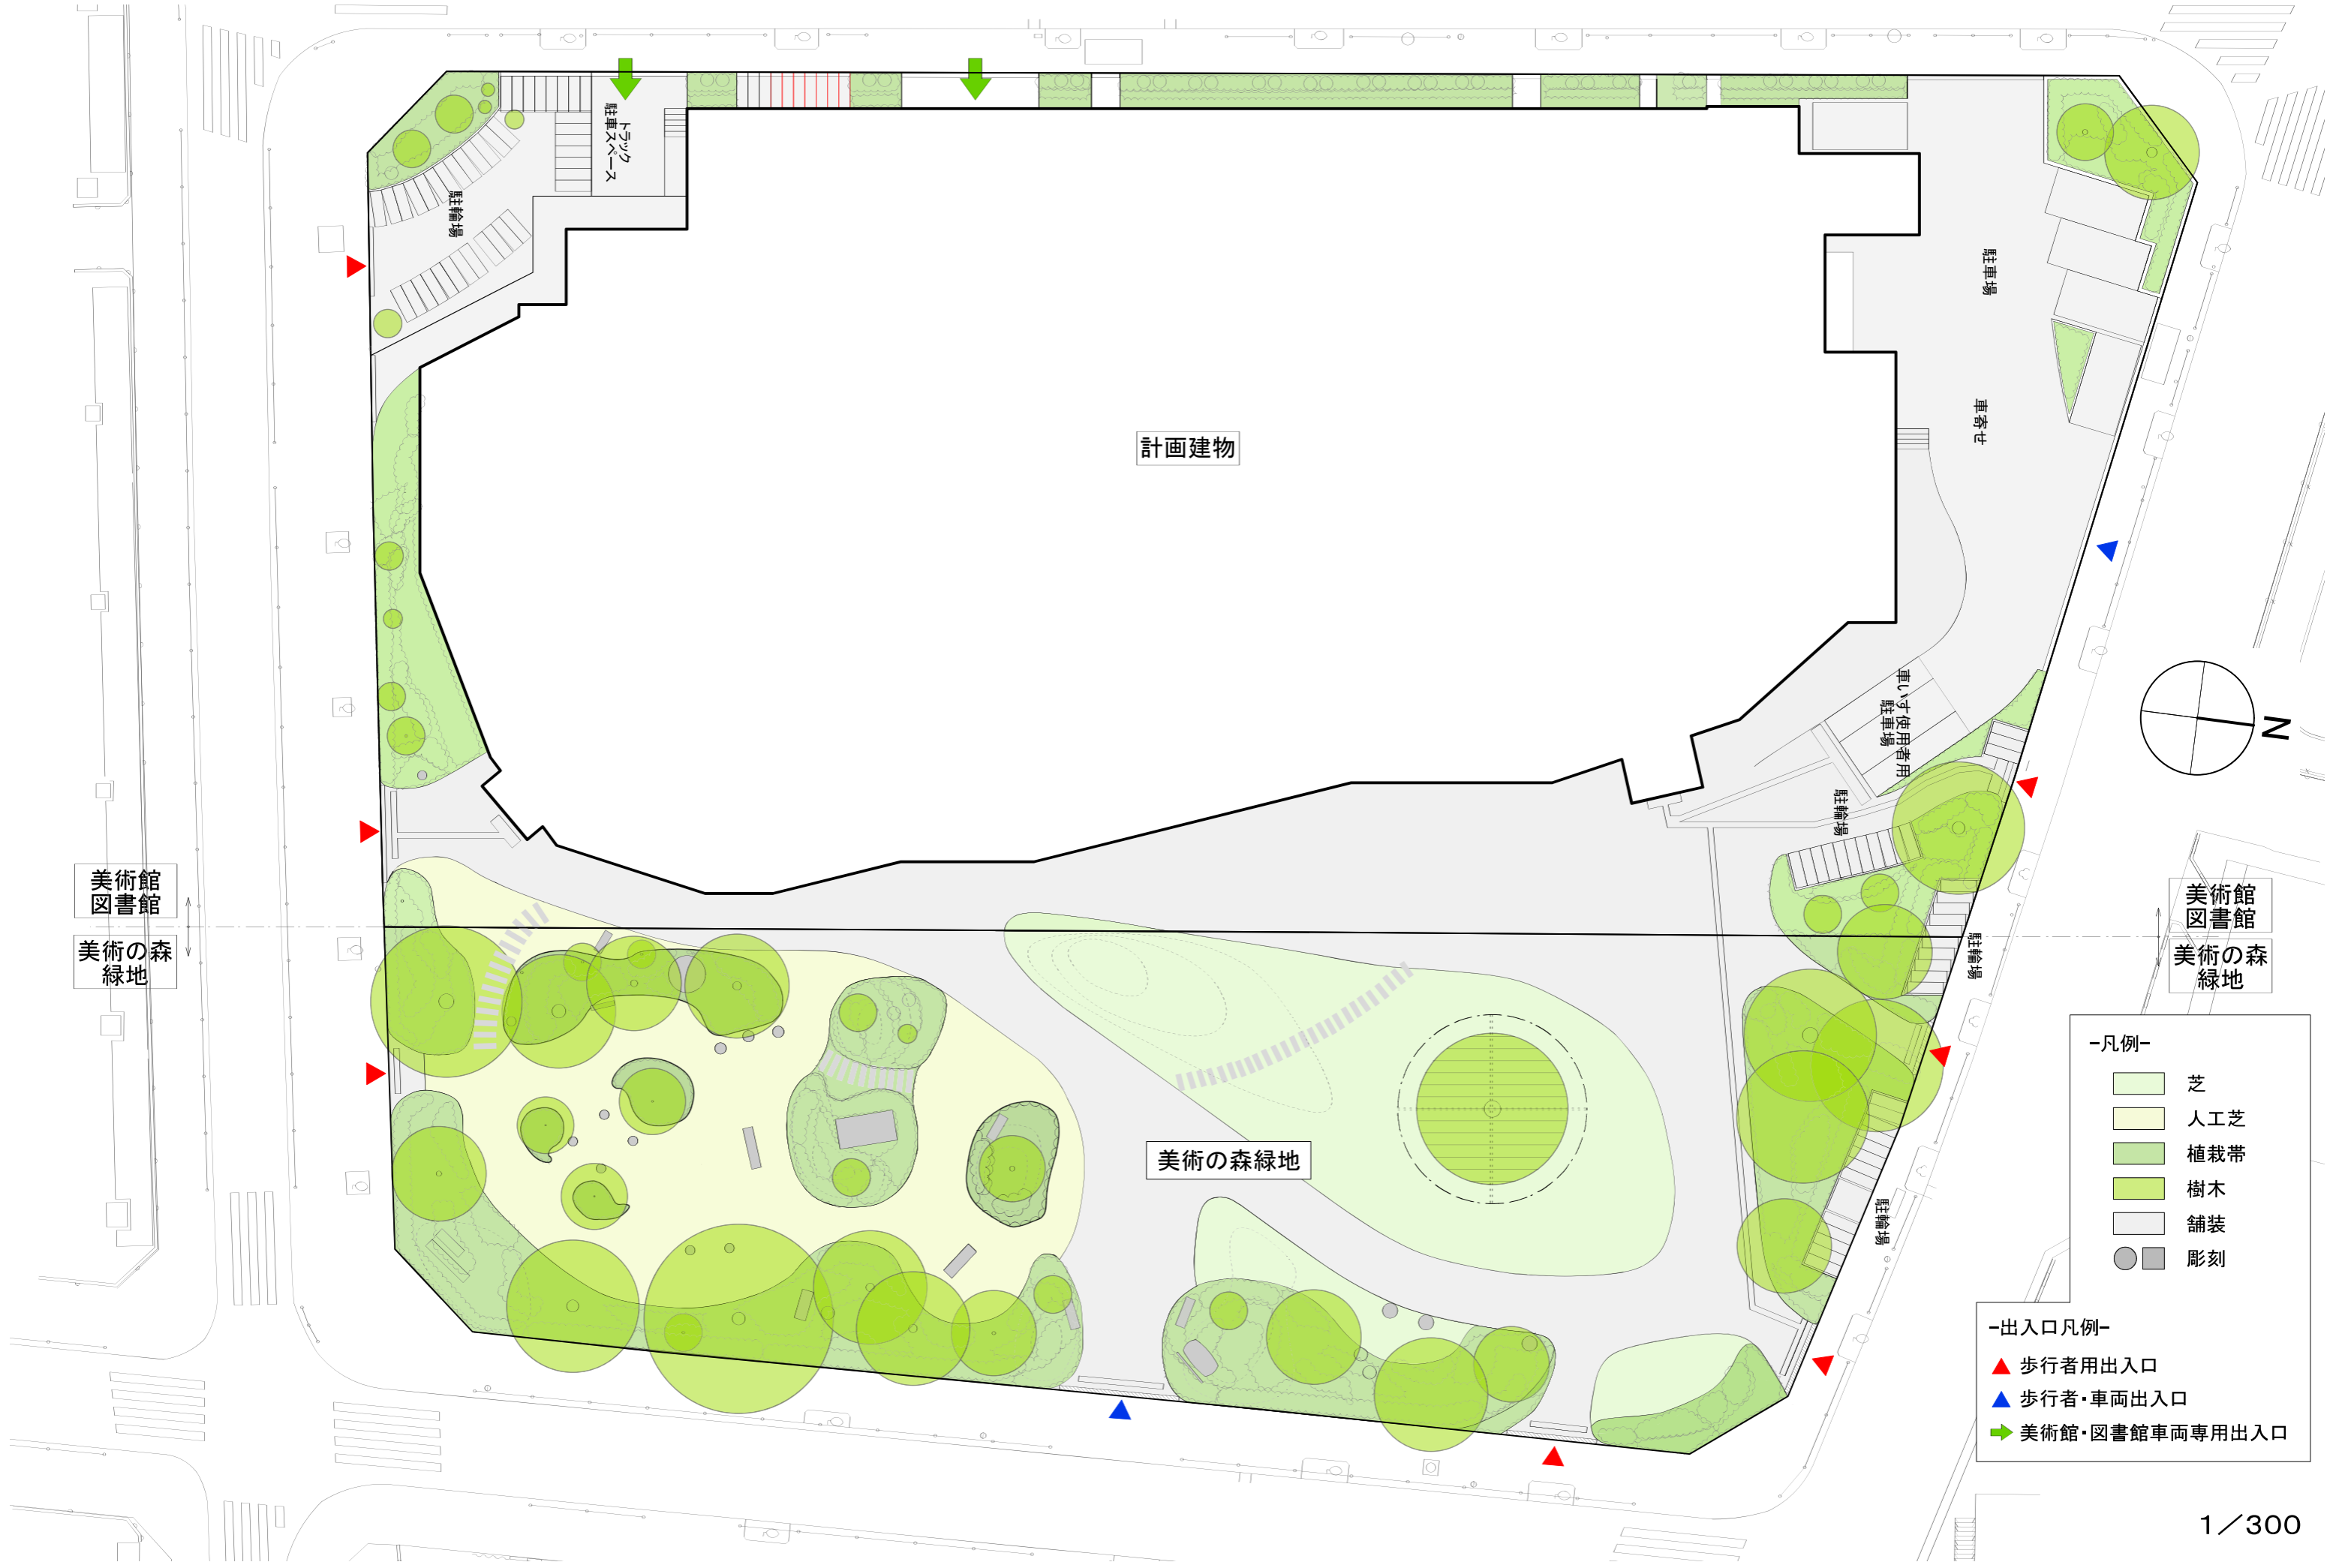 トラック
駐車スペース
駐輪場
計画建物
駐車場
車寄せ
車いす使用者用
駐車場
駐輪場
N
美術館
図書館
美術の森
緑地
美術館
図書館
美術の森
緑地
駐輪場
駐輪場
美術の森緑地
-凡例-
芝
人工芝
植栽帯
樹木
舗装
彫刻
-出入口凡例-
歩行者用出入口
歩行者・車両出入口
美術館・図書館車両専用出入口
1/300